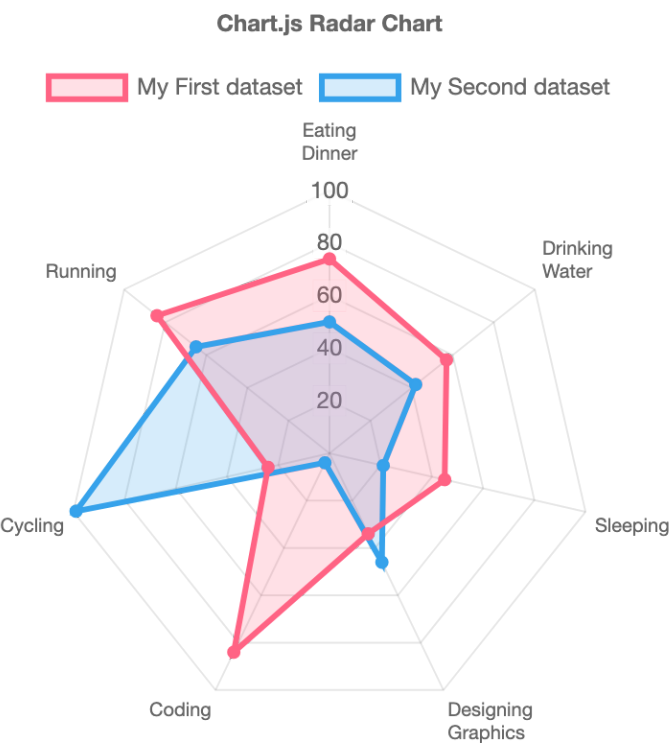 Chart.js Radar Chart
My First dataset
My Second dataset
Eating
Dinner
100
80
60
40
20
Drinking
Water
Running
Sleeping
Cycling
Coding
Designing
Graphics